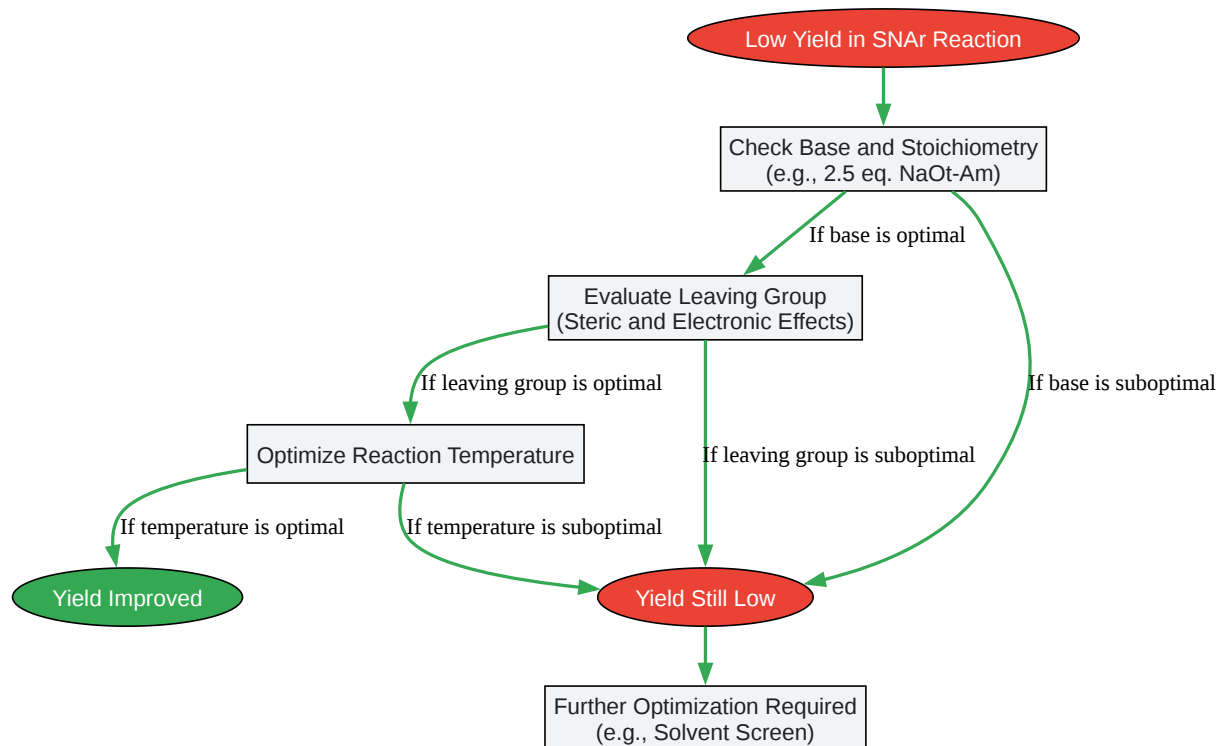 Low Yield in SNAr Reaction
Check Base and Stoichiometry
(e.g., 2.5 eq. NaOt-Am)
If base is optimal
Evaluate Leaving Group
(Steric and Electronic Effects)
If leaving group is optimal
If base is suboptimal
Optimize Reaction Temperature
If leaving group is suboptimal
If temperature is optimal
If temperature is suboptimal
Yield Improved
Yield Still Low
Further Optimization Required
(e.g., Solvent Screen)